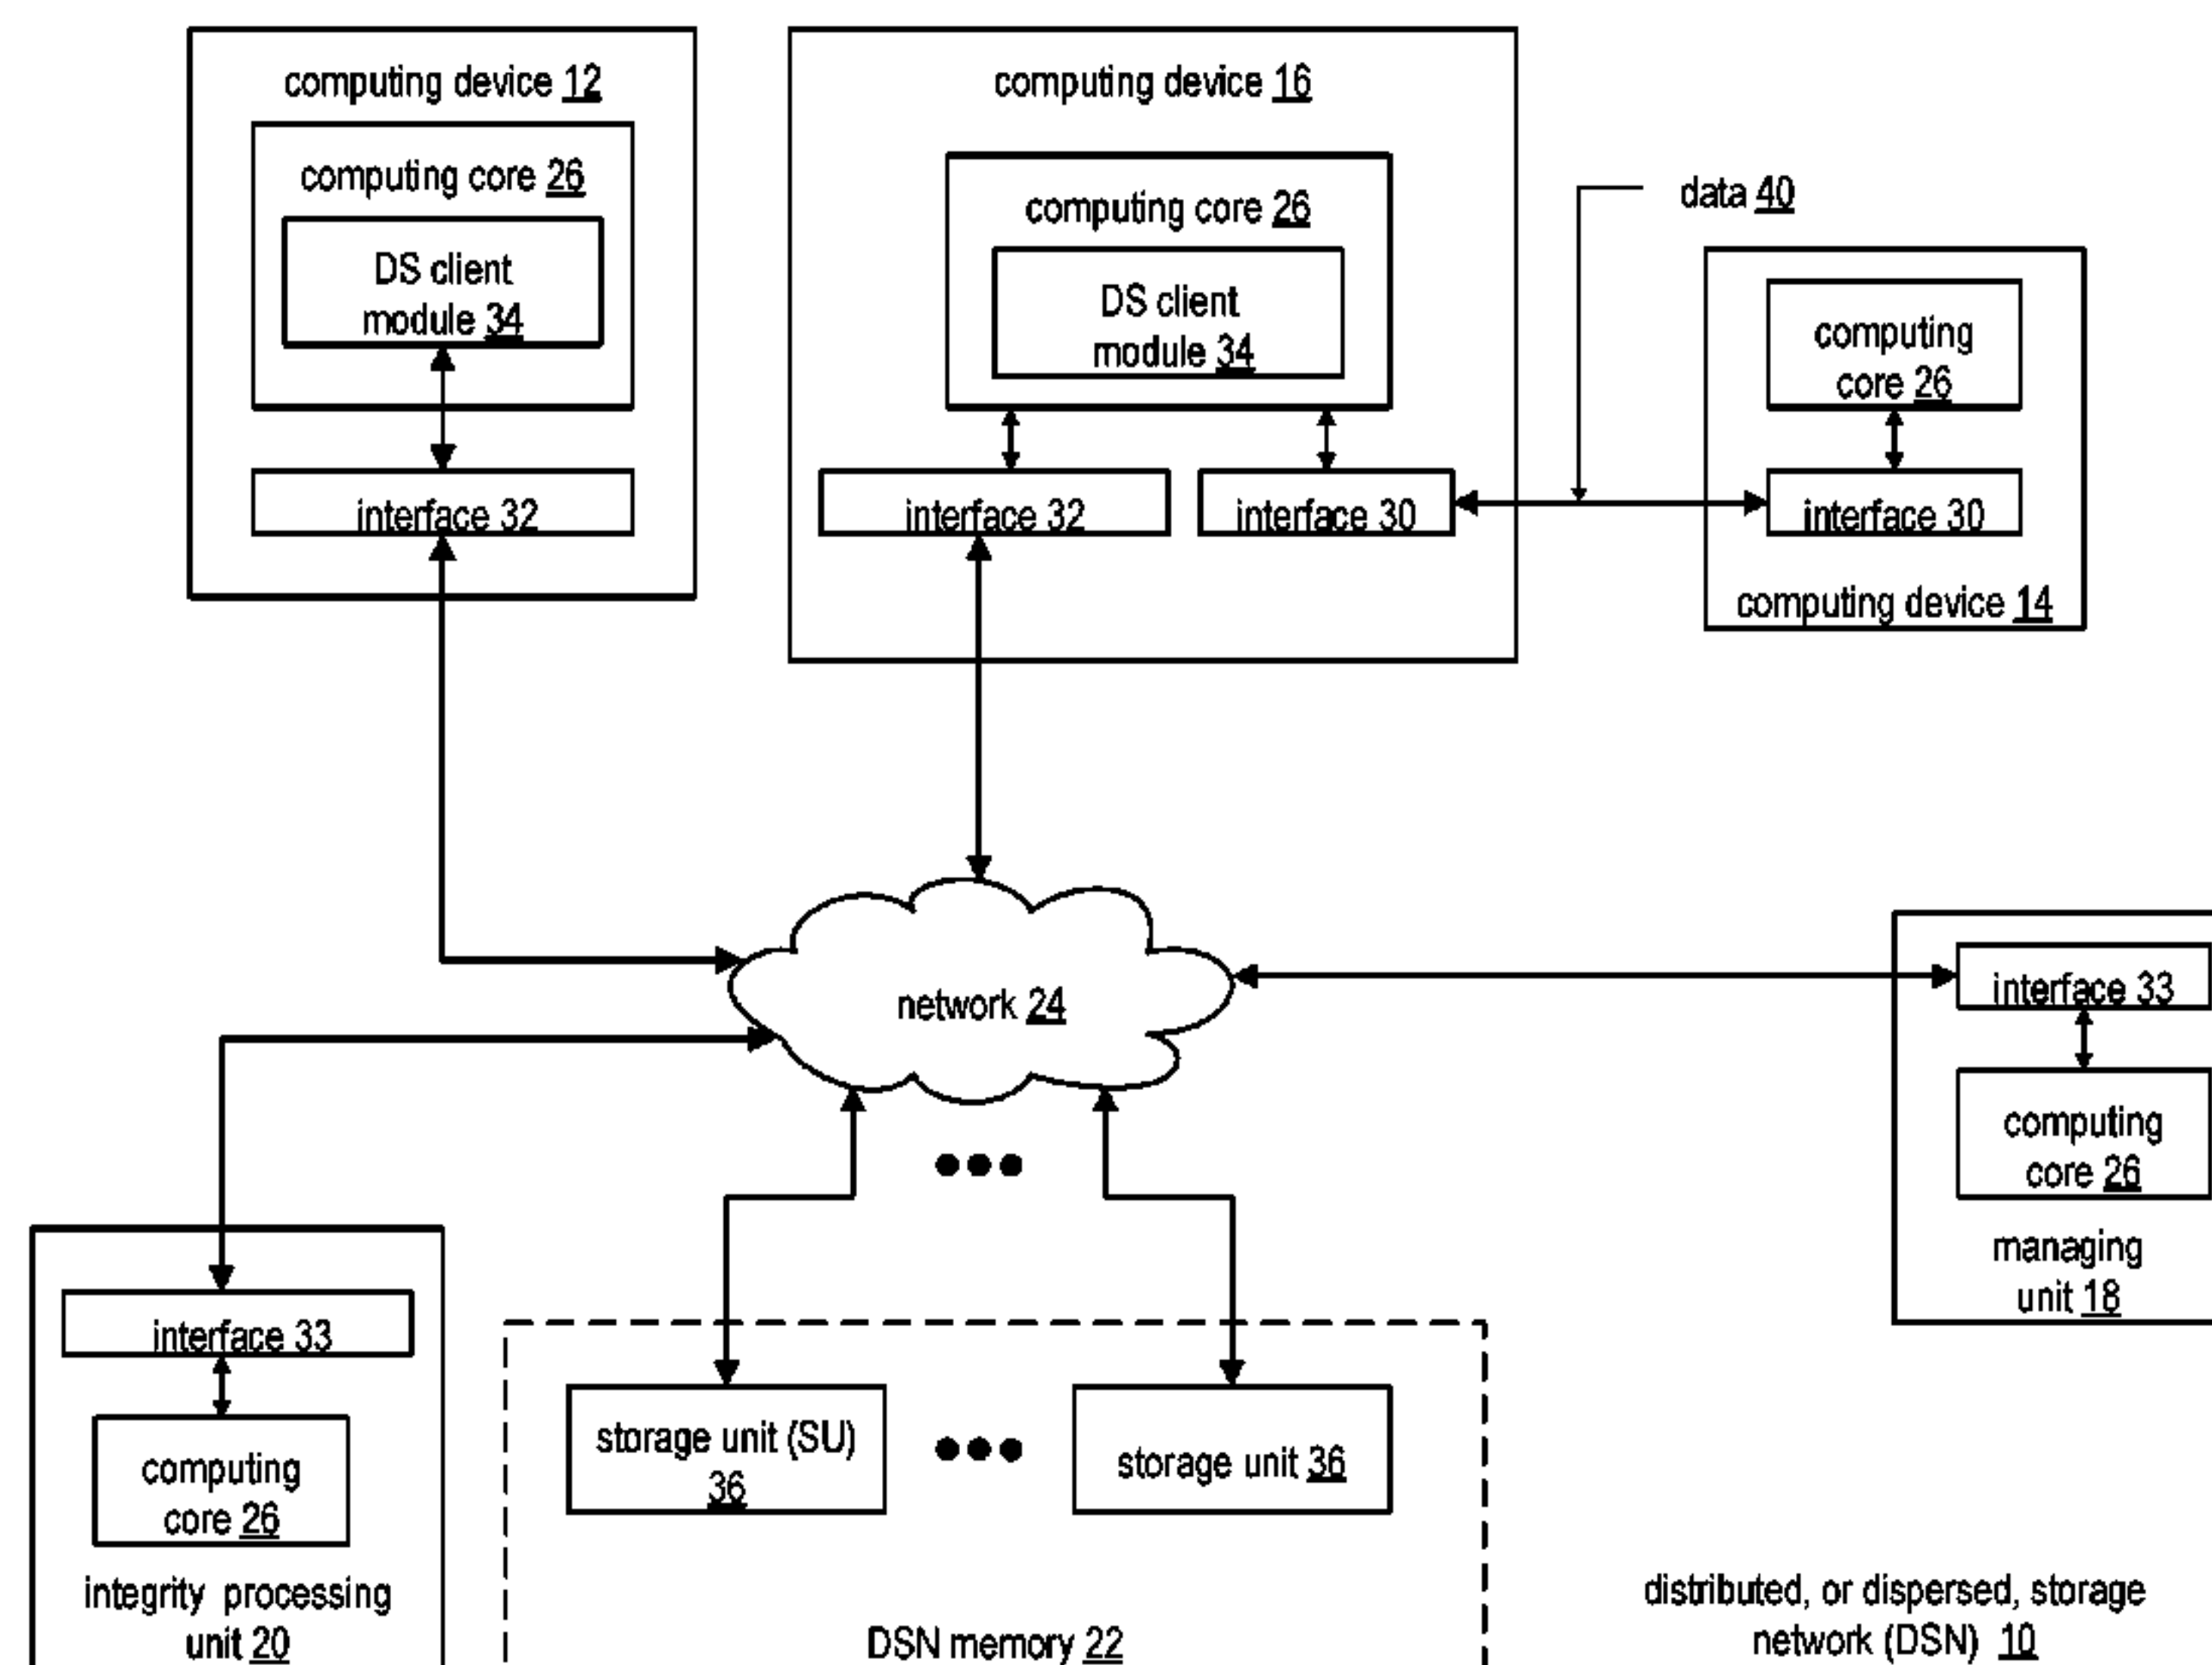 computing device 12
computing core 26
DS client
module 34
interface 32
computing device 16
computing core 26
DS client
module 34
interface 32
interface 30
data 40
computing
core 26
interface 30
computing device 14
network 24
interface 33
computing
core 26
managing
unit 18
interface 33
computing
core 26
integrity processing
unit 20
storage unit (SU)
36
storage unit 36
DSN memory 22
distributed, or dispersed, storage
network (DSN) 10